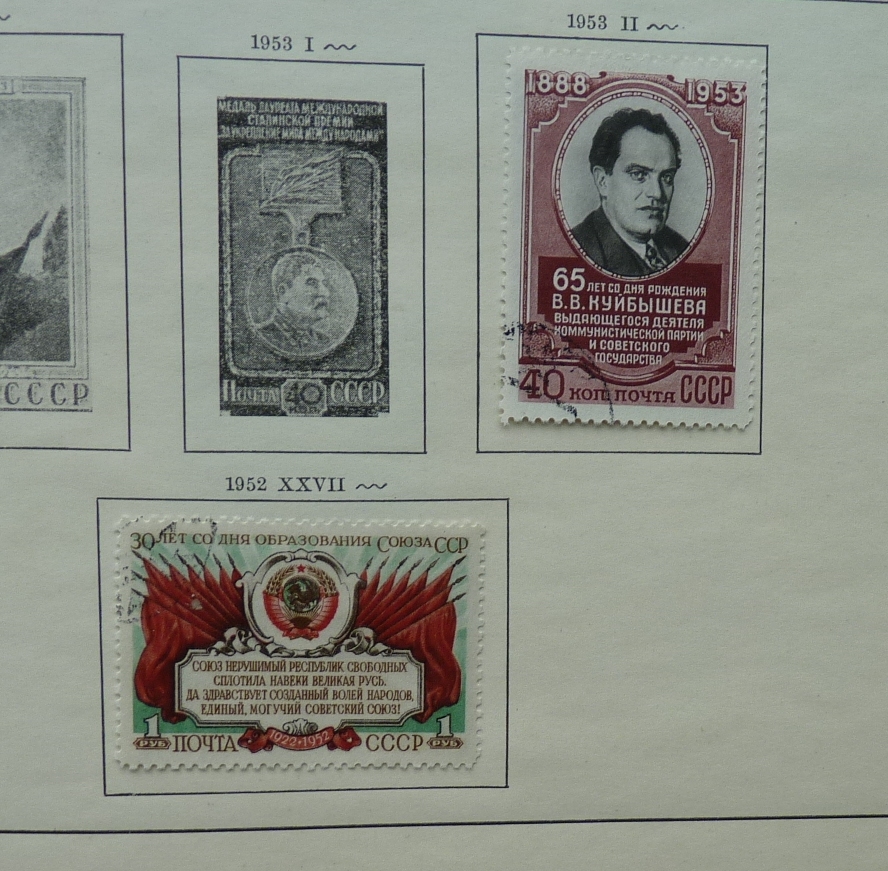 1953 I
1953 II
С С С Р
МЕДАЛЬ ЛАУРЕАТА МЕЖДУНАРОДНОЙ
СТАЛИНСКОЙ ПРЕМИИ
"ЗА УКРЕПЛЕНИЕ МИРА МЕЖДУ НАРОДАМИ"
ПОЧТА 40 СССР
КОП
1888 1953
65 ЛЕТ СО ДНЯ РОЖДЕНИЯ
В.В. КУЙБЫШЕВА
ВЫДАЮЩЕГОСЯ ДЕЯТЕЛЯ
КОММУНИСТИЧЕСКОЙ ПАРТИИ
И СОВЕТСКОГО
ГОСУДАРСТВА
40 КОП. ПОЧТА СССР
1952 XXVII
30 ЛЕТ СО ДНЯ ОБРАЗОВАНИЯ СОЮЗА ССР
СОЮЗ НЕРУШИМЫЙ РЕСПУБЛИК СВОБОДНЫХ
СПЛОТИЛА НАВЕКИ ВЕЛИКАЯ РУСЬ.
ДА ЗДРАВСТВУЕТ СОЗДАННЫЙ ВОЛЕЙ НАРОДОВ,
ЕДИНЫЙ, МОГУЧИЙ СОВЕТСКИЙ СОЮЗ!
1922·1952
1 1
РУБ ПОЧТА СССР РУБ